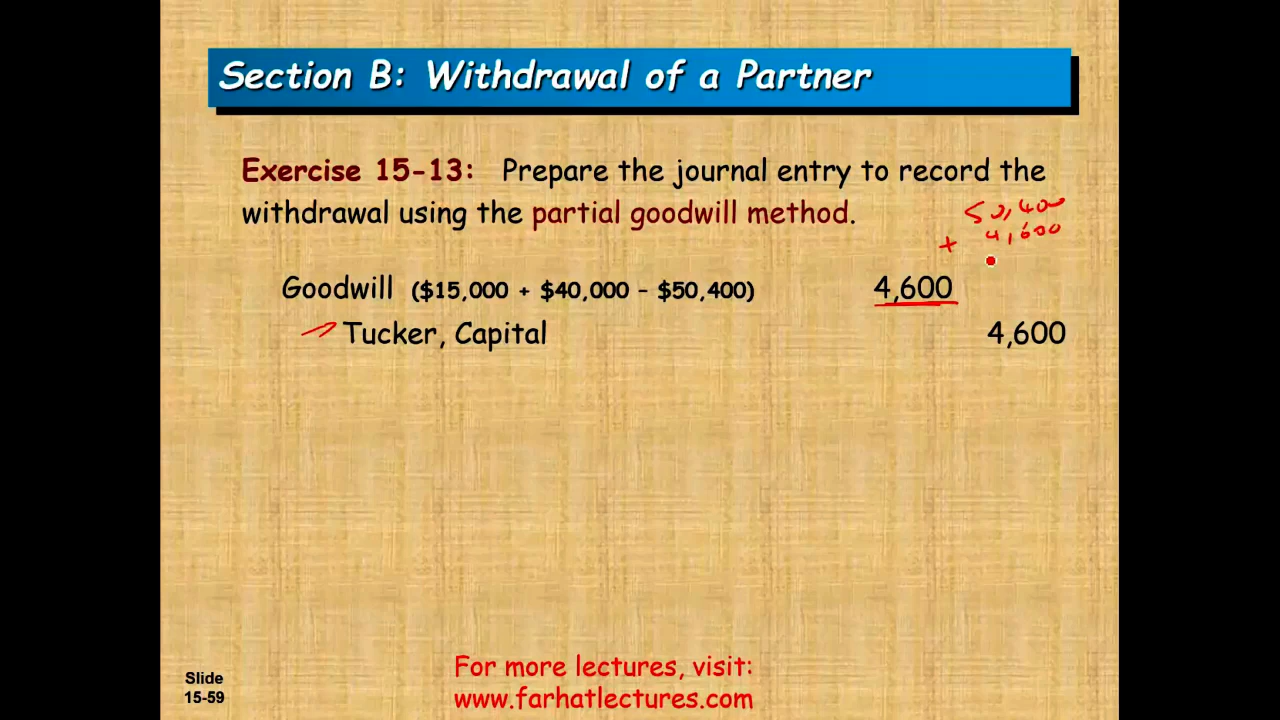 Section B: Withdrawal of a Partner
Exercise 15-13: Prepare the journal entry to record the
withdrawal using the partial goodwill method.
50,400
+ 4,600
Goodwill ($15,000 + $40,000 – $50,400) 4,600
Tucker, Capital 4,600
For more lectures, visit:
www.farhatlectures.com
Slide
15-59